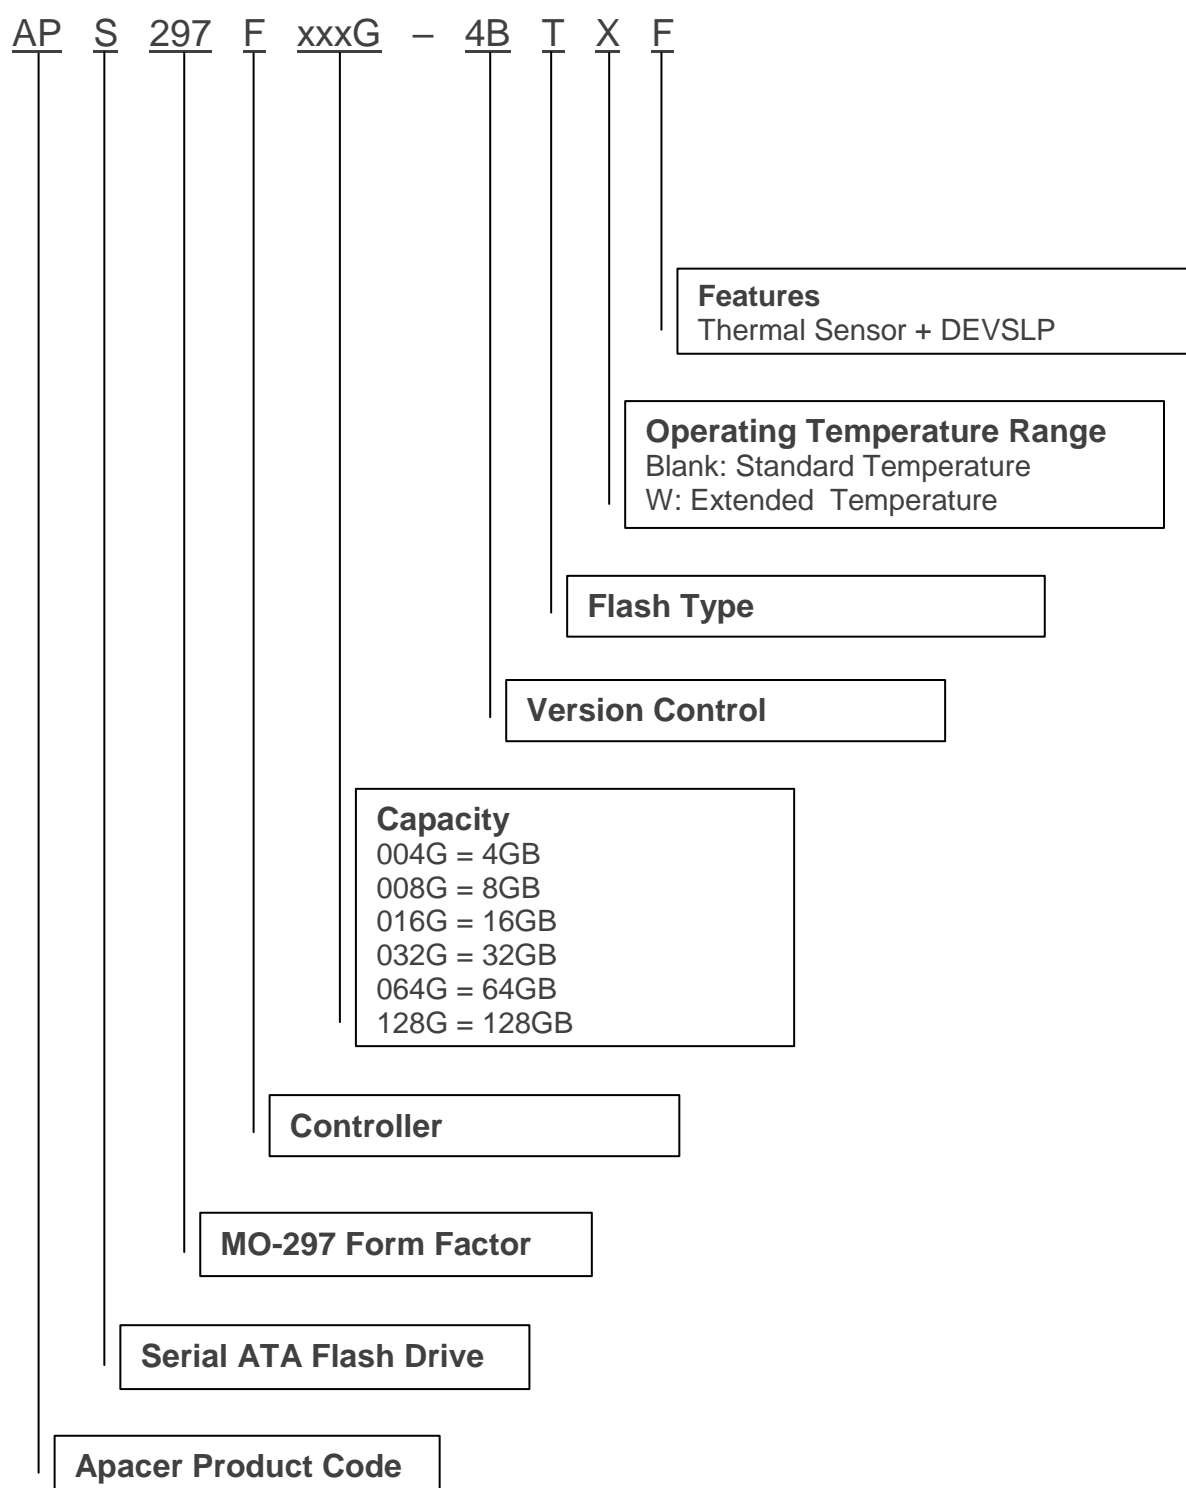 AP S 297 F xxxG – 4B T X F
Features
Thermal Sensor + DEVSLP
Operating Temperature Range
Blank: Standard Temperature
W: Extended Temperature
Flash Type
Version Control
Capacity
004G = 4GB
008G = 8GB
016G = 16GB
032G = 32GB
064G = 64GB
128G = 128GB
Controller
MO-297 Form Factor
Serial ATA Flash Drive
Apacer Product Code